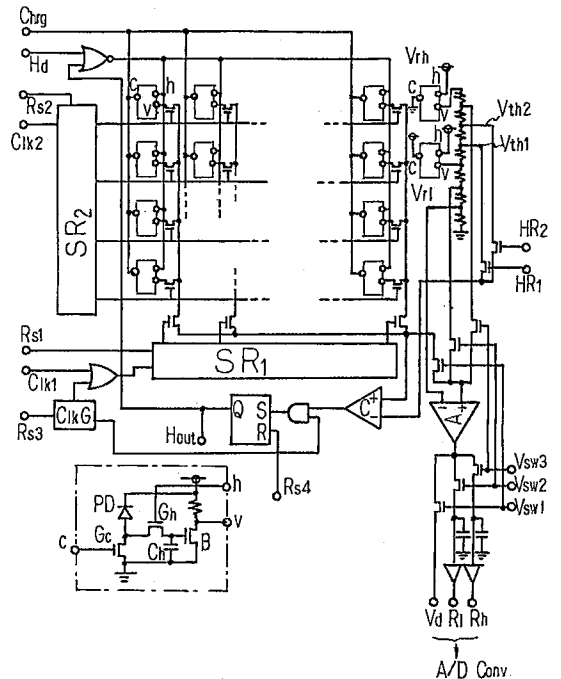 Chrg
Hd
Rs2
Clk2
SR2
c h
V
Vrh
c h
V
Vth2
h
c V
Vth1
Vrl
HR2
HR1
Rs1
SR1
Clk1
Rs3
ClkG
Hout
Q S
R
Rs4
C - +
- A +
Vsw3
Vsw2
Vsw1
PD
Gh
h
Gc
c
Ch
B
V
Vd Rl Rh
A/D Conv.